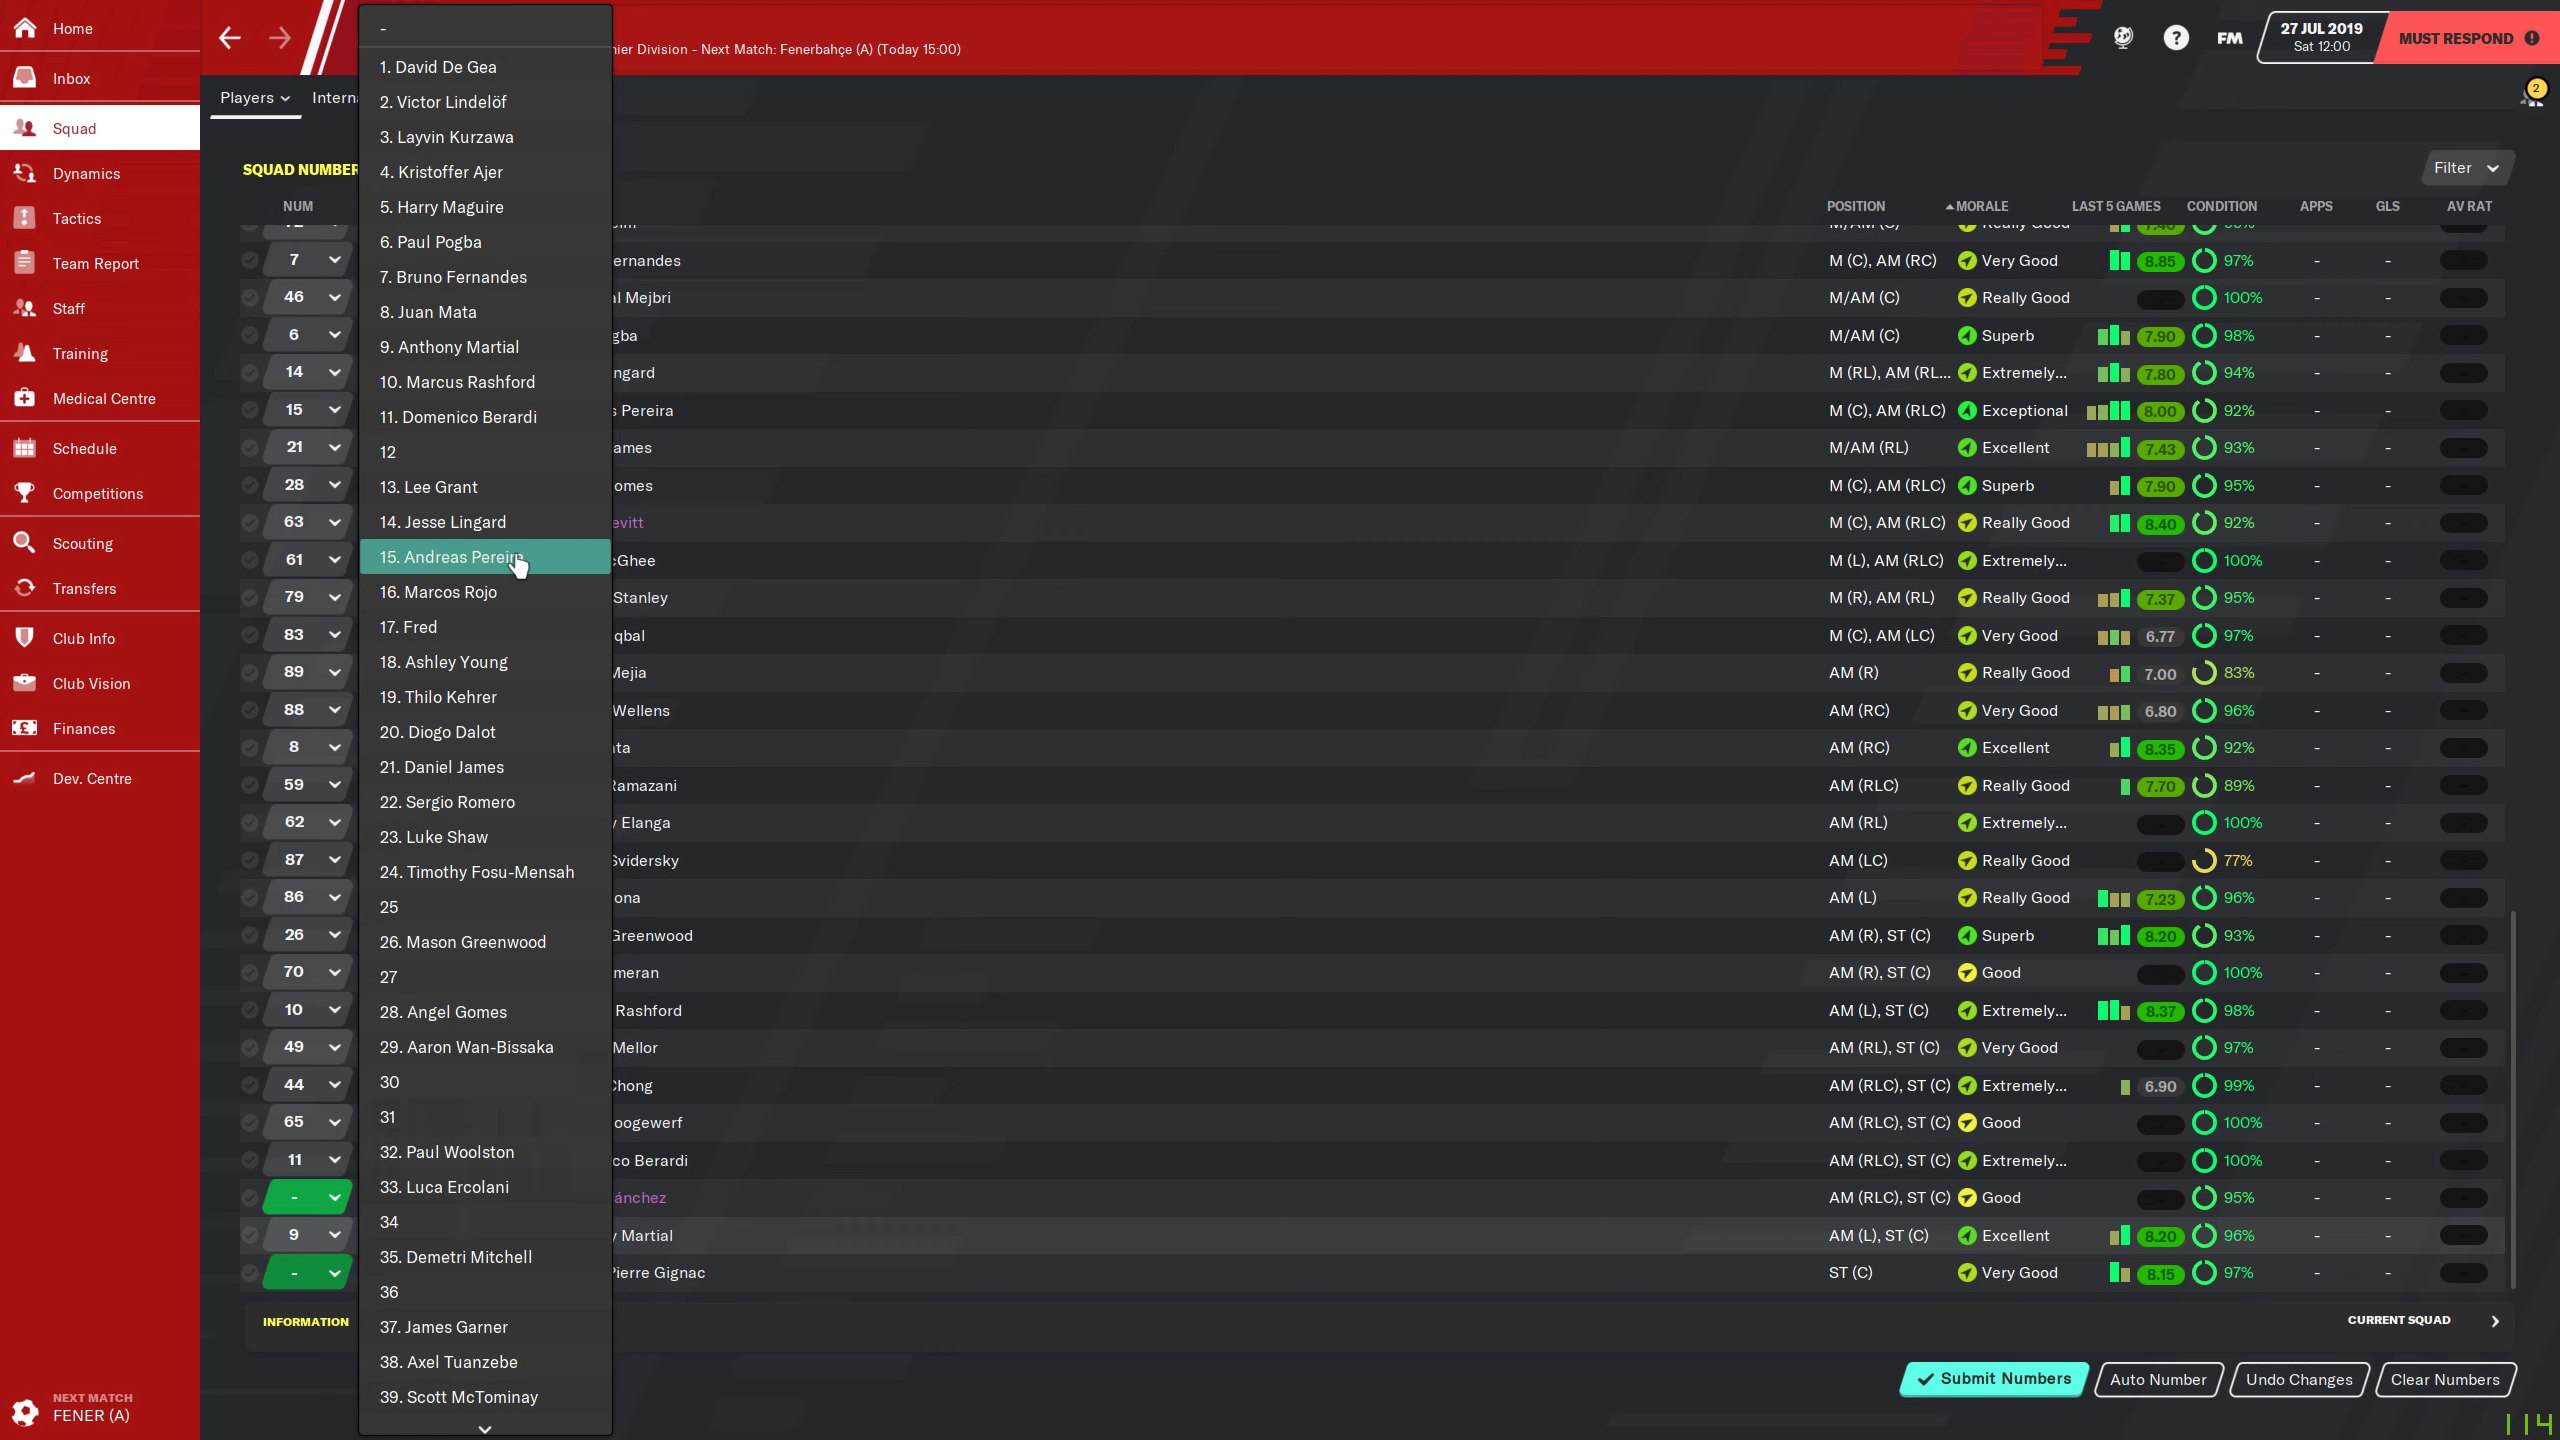 Home
Inbox
Squad
Dynamics
Tactics
Team Report
Staff
Training
Medical Centre
Schedule
Competitions
Scouting
Transfers
Club Info
Club Vision
Finances
Dev. Centre
NEXT MATCH
FENER (A)
nier Division - Next Match: Fenerbahçe (A) (Today 15:00)
FM
27 JUL 2019
Sat 12:00
MUST RESPOND
2
Players
Intern
SQUAD NUMBER
Filter
NUM
POSITION MORALE LAST 5 GAMES CONDITION APPS GLS AV RAT
-
1. David De Gea
2. Victor Lindelöf
3. Layvin Kurzawa
4. Kristoffer Ajer
5. Harry Maguire
6. Paul Pogba
7. Bruno Fernandes
8. Juan Mata
9. Anthony Martial
10. Marcus Rashford
11. Domenico Berardi
12
13. Lee Grant
14. Jesse Lingard
15. Andreas Pereira
16. Marcos Rojo
17. Fred
18. Ashley Young
19. Thilo Kehrer
20. Diogo Dalot
21. Daniel James
22. Sergio Romero
23. Luke Shaw
24. Timothy Fosu-Mensah
25
26. Mason Greenwood
27
28. Angel Gomes
29. Aaron Wan-Bissaka
30
31
32. Paul Woolston
33. Luca Ercolani
34
35. Demetri Mitchell
36
37. James Garner
38. Axel Tuanzebe
39. Scott McTominay
7 ernandes M (C), AM (RC) Very Good 8.85 97% - -
46 al Mejbri M/AM (C) Really Good 100% - -
6 gba M/AM (C) Superb 7.90 98% - -
14 ngard M (RL), AM (RL... Extremely... 7.80 94% - -
15 s Pereira M (C), AM (RLC) Exceptional 8.00 92% - -
21 ames M/AM (RL) Excellent 7.43 93% - -
28 omes M (C), AM (RLC) Superb 7.90 95% - -
63 evitt M (C), AM (RLC) Really Good 8.40 92% - -
61 cGhee M (L), AM (RLC) Extremely... 100% - -
79 Stanley M (R), AM (RL) Really Good 7.37 95% - -
83 qbal M (C), AM (LC) Very Good 6.77 97% - -
89 Mejia AM (R) Really Good 7.00 83% - -
88 Wellens AM (RC) Very Good 6.80 96% - -
8 ata AM (RC) Excellent 8.35 92% - -
59 Ramazani AM (RLC) Really Good 7.70 89% - -
62 y Elanga AM (RL) Extremely... 100% - -
87 Svidersky AM (LC) Really Good 77% - -
86 ona AM (L) Really Good 7.23 96% - -
26 Greenwood AM (R), ST (C) Superb 8.20 93% - -
70 meran AM (R), ST (C) Good 100% - -
10 Rashford AM (L), ST (C) Extremely... 8.37 98% - -
49 Mellor AM (RL), ST (C) Very Good 97% - -
44 Chong AM (RLC), ST (C) Extremely... 6.90 99% - -
65 oogewerf AM (RLC), ST (C) Good 100% - -
11 co Berardi AM (RLC), ST (C) Extremely... 100% - -
- ánchez AM (RLC), ST (C) Good 95% - -
9 y Martial AM (L), ST (C) Excellent 8.20 96% - -
- Pierre Gignac ST (C) Very Good 8.15 97% - -
INFORMATION
CURRENT SQUAD
Submit Numbers
Auto Number
Undo Changes
Clear Numbers
114